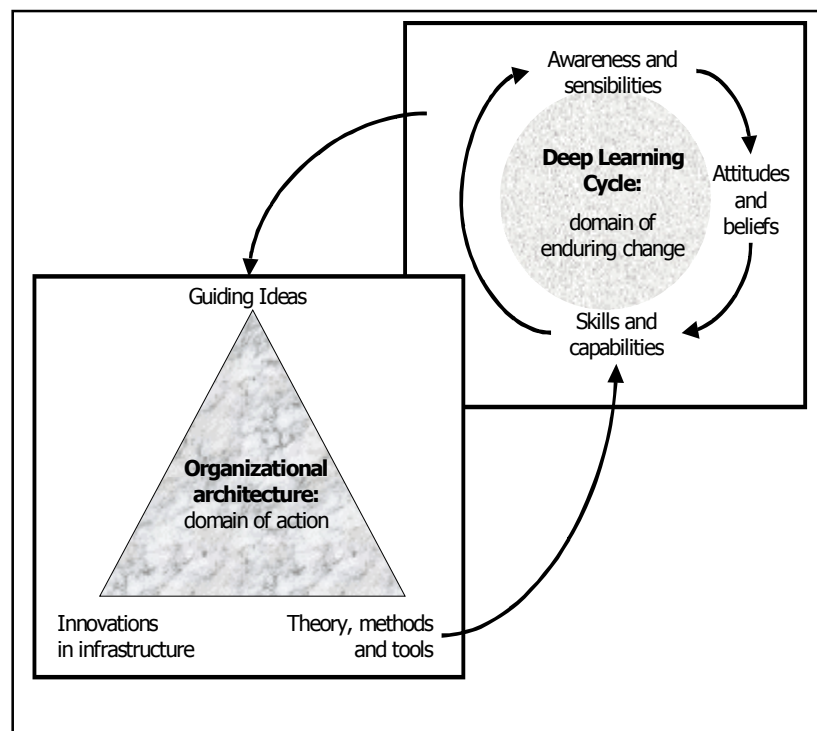 Awareness and
sensibilities
Deep Learning
Cycle:
domain of
enduring change
Attitudes
and
beliefs
Skills and
capabilities
Guiding Ideas
Organizational
architecture:
domain of action
Innovations
in infrastructure
Theory, methods
and tools